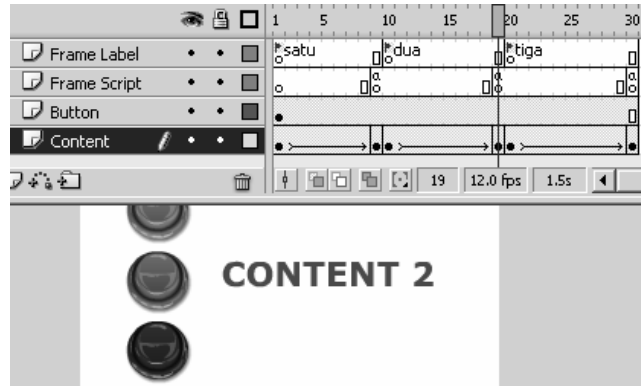 1 5 10 15 20 25 30
Frame Label satu dua tiga
Frame Script a a a
Button
Content
19 12.0 fps 1.5s
CONTENT 2